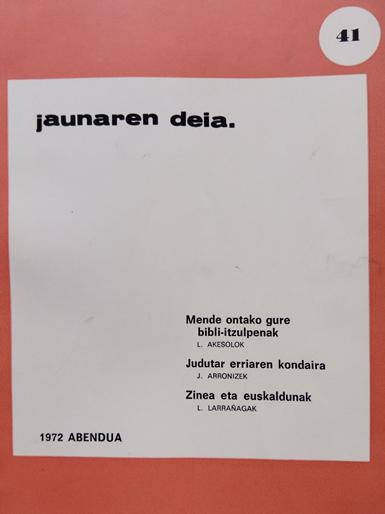 41
jaunaren deia.
Mende ontako gure
bibli-itzulpenak
L. AKESOLOK
Judutar erriaren kondaira
J. ARRONIZEK
Zinea eta euskaldunak
L. LARRAÑAGAK
1972 ABENDUA